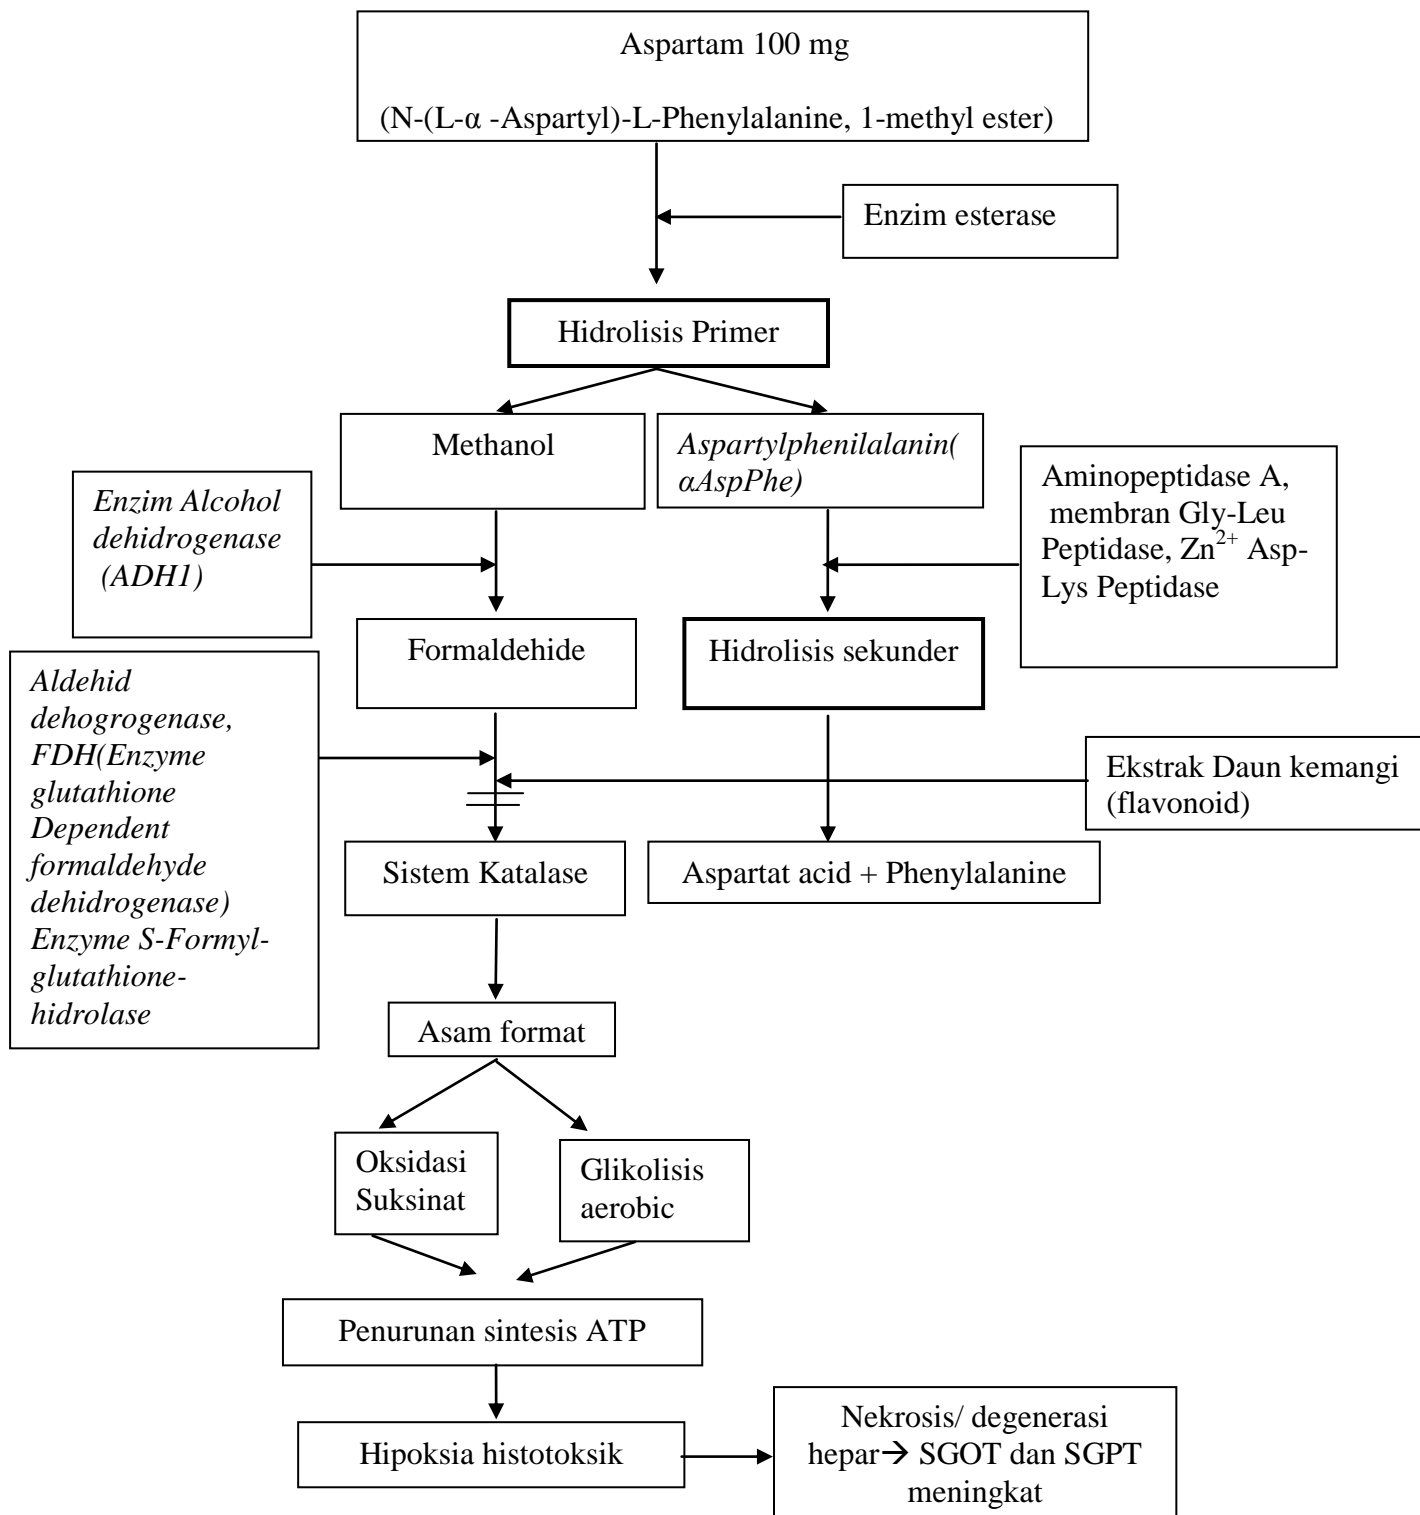 Aspartam 100 mg
(N-(L-α -Aspartyl)-L-Phenylalanine, 1-methyl ester)
Enzim esterase
Hidrolisis Primer
Methanol
Aspartylphenilalanin(
αAspPhe)
Enzim Alcohol
dehidrogenase
(ADH1)
Aminopeptidase A,
membran Gly-Leu
Peptidase, Zn²⁺ Asp-
Lys Peptidase
Formaldehide
Hidrolisis sekunder
Aldehid
dehogrogenase,
FDH(Enzyme
glutathione
Dependent
formaldehyde
dehidrogenase)
Enzyme S-Formyl-
glutathione-
hidrolase
Ekstrak Daun kemangi
(flavonoid)
Sistem Katalase
Aspartat acid + Phenylalanine
Asam format
Oksidasi
Suksinat
Glikolisis
aerobic
Penurunan sintesis ATP
Hipoksia histotoksik
Nekrosis/ degenerasi
hepar→ SGOT dan SGPT
meningkat